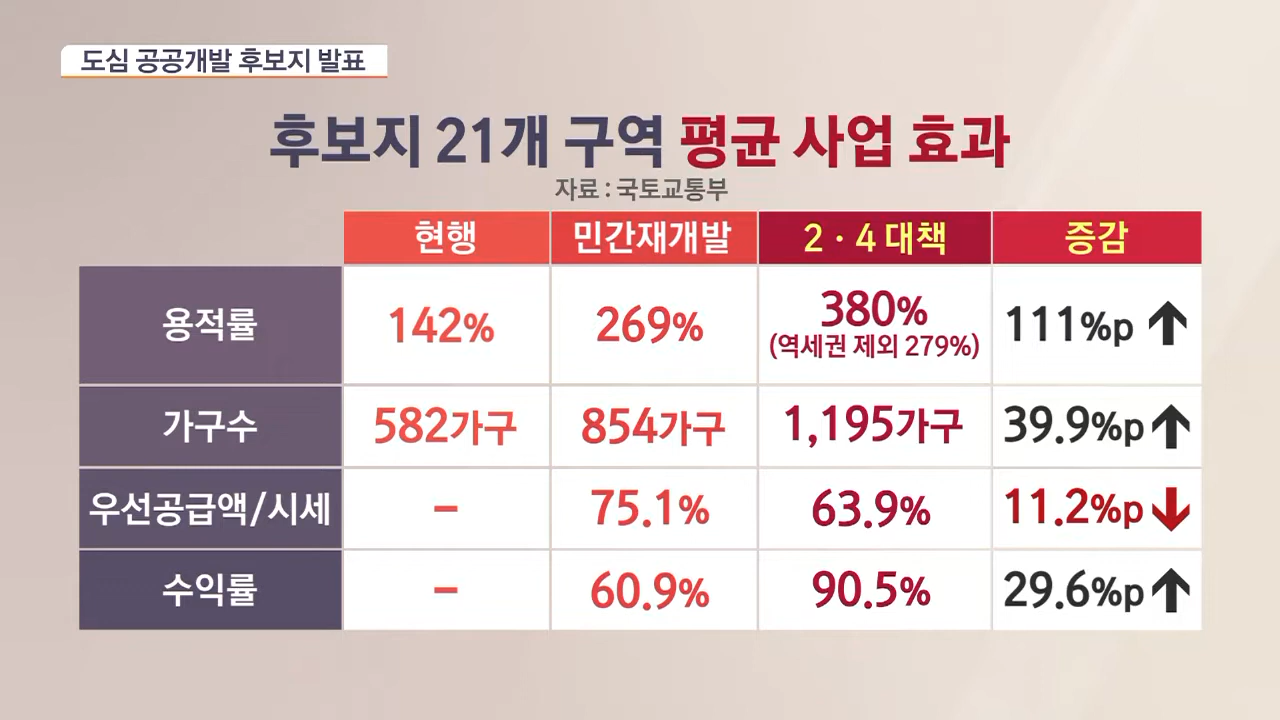 도심 공공개발 후보지 발표
후보지 21개 구역 평균 사업 효과
자료 : 국토교통부
현행 민간재개발 2·4 대책 증감
용적률 142% 269% 380% (역세권 제외 279%) 111%p ↑
가구수 582가구 854가구 1,195가구 39.9%p ↑
우선공급액/시세 – 75.1% 63.9% 11.2%p ↓
수익률 – 60.9% 90.5% 29.6%p ↑